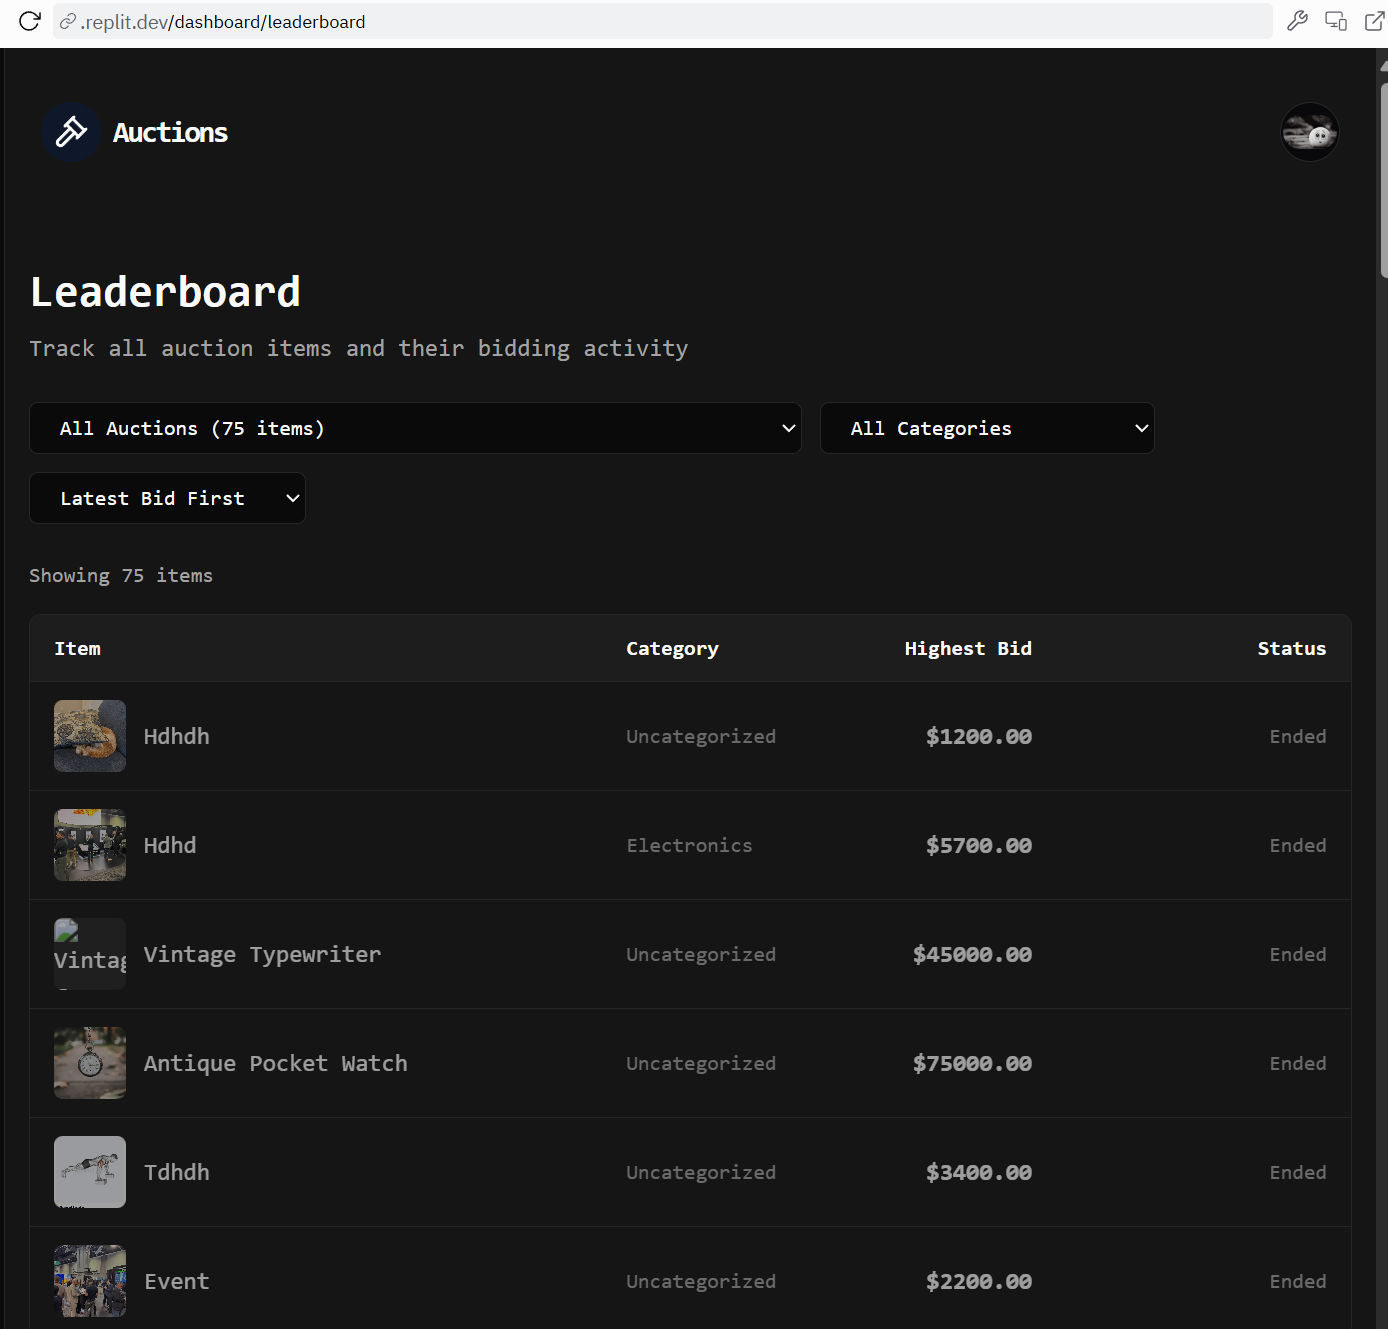 .replit.dev/dashboard/leaderboard
Auctions
Leaderboard
Track all auction items and their bidding activity
All Auctions (75 items)
All Categories
Latest Bid First
Showing 75 items
Item Category Highest Bid Status
Hdhdh Uncategorized $1200.00 Ended
Hdhd Electronics $5700.00 Ended
Vintag Vintage Typewriter Uncategorized $45000.00 Ended
Antique Pocket Watch Uncategorized $75000.00 Ended
Tdhdh Uncategorized $3400.00 Ended
Event Uncategorized $2200.00 Ended